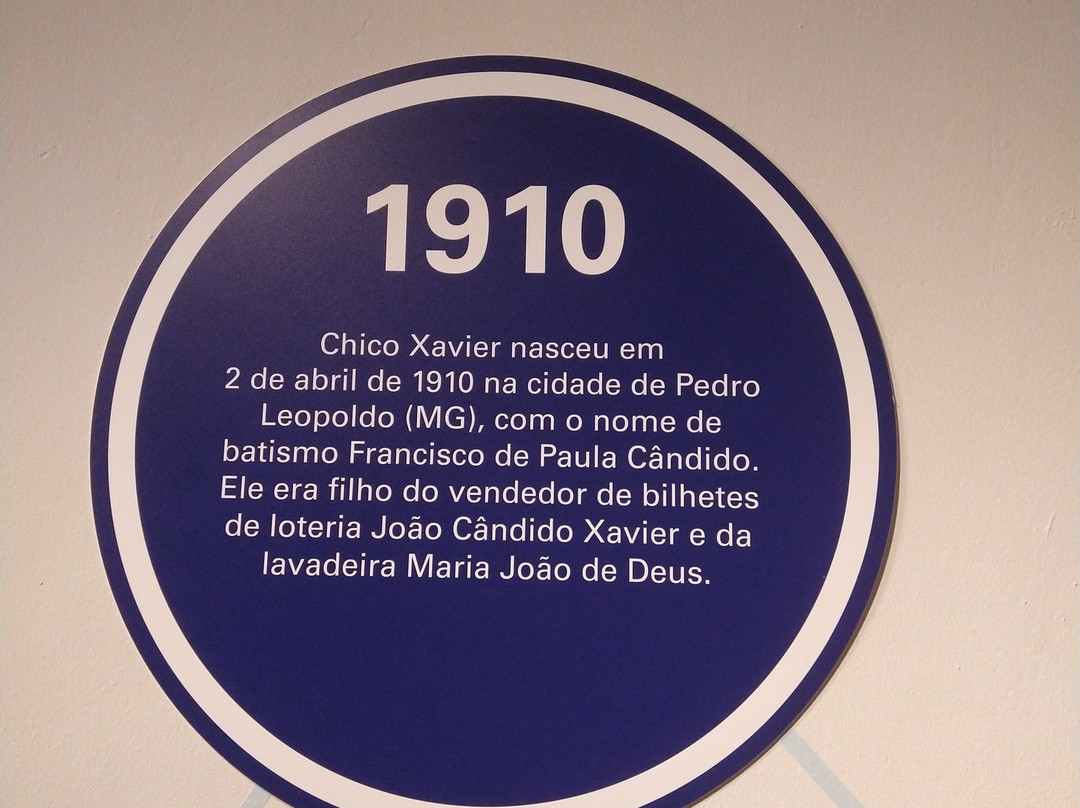 1910
Chico Xavier nasceu em
2 de abril de 1910 na cidade de Pedro
Leopoldo (MG), com o nome de
batismo Francisco de Paula Cândido.
Ele era filho do vendedor de bilhetes
de loteria João Cândido Xavier e da
lavadeira Maria João de Deus.